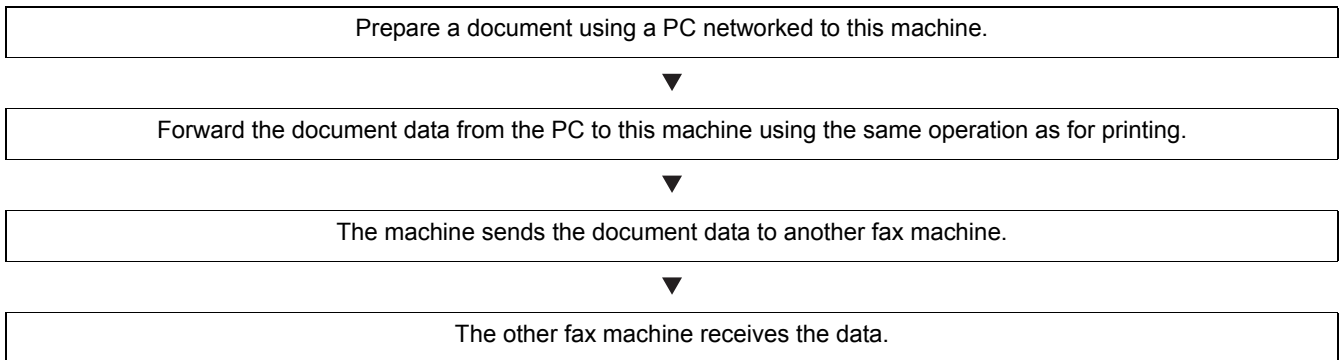 Prepare a document using a PC networked to this machine.
Forward the document data from the PC to this machine using the same operation as for printing.
The machine sends the document data to another fax machine.
The other fax machine receives the data.